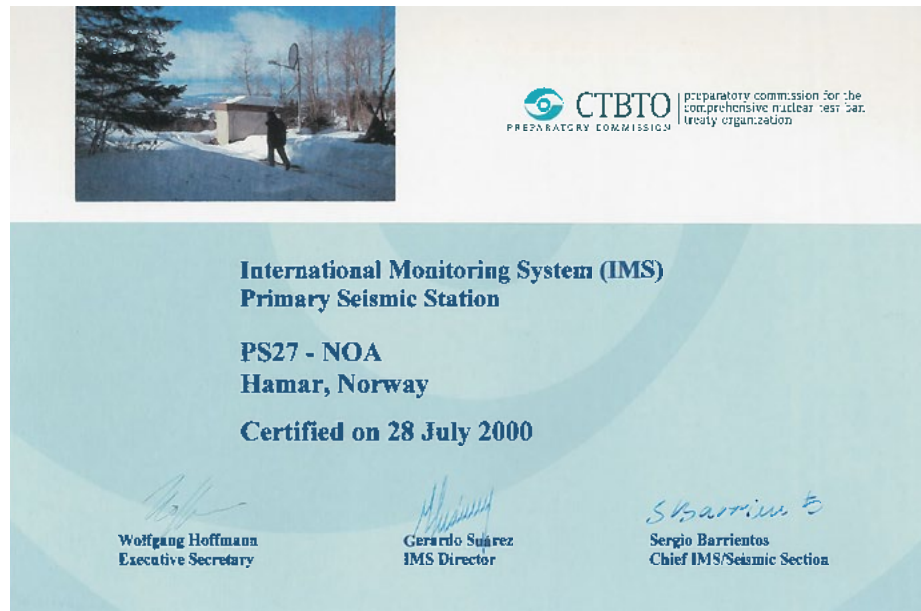 CTBTO
PREPARATORY COMMISSION
preparatory commission for the
comprehensive nuclear test ban
treaty organization
International Monitoring System (IMS)
Primary Seismic Station
PS27 - NOA
Hamar, Norway
Certified on 28 July 2000
SBarrientos
Wolfgang Hoffmann
Executive Secretary
Gerardo Suárez
IMS Director
Sergio Barrientos
Chief IMS/Seismic Section